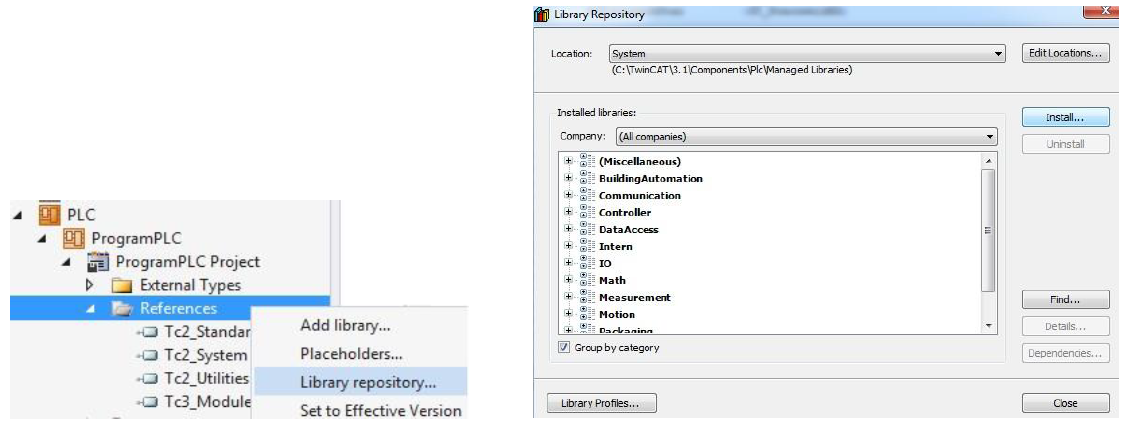 PLC
ProgramPLC
ProgramPLC Project
External Types
References
Tc2_Standar
Tc2_System
Tc2_Utilities
Tc3_Module
Add library...
Placeholders...
Library repository...
Set to Effective Version
Library Repository
Location: System Edit Locations...
(C:\TwinCAT\3.1\Components\Plc\Managed Libraries)
Installed libraries:
Install...
Company: (All companies)
Uninstall
(Miscellaneous)
BuildingAutomation
Communication
Controller
DataAccess
Intern
IO
Math
Measurement
Motion
Packaging
Find...
Details...
Dependencies...
Group by category
Library Profiles...
Close